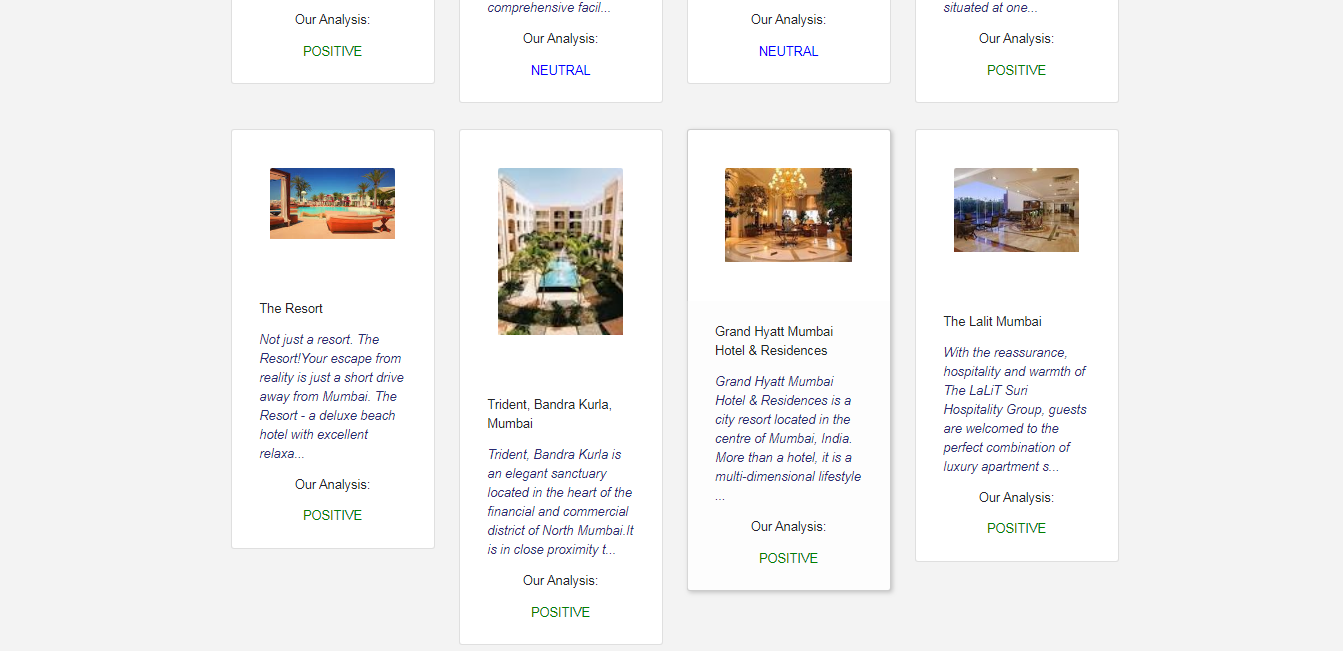 Our Analysis:
POSITIVE
comprehensive facil...
Our Analysis:
NEUTRAL
Our Analysis:
NEUTRAL
situated at one...
Our Analysis:
POSITIVE
The Resort
Not just a resort. The
Resort!Your escape from
reality is just a short drive
away from Mumbai. The
Resort - a deluxe beach
hotel with excellent
relaxa...
Our Analysis:
POSITIVE
Trident, Bandra Kurla,
Mumbai
Trident, Bandra Kurla is
an elegant sanctuary
located in the heart of the
financial and commercial
district of North Mumbai.It
is in close proximity t...
Our Analysis:
POSITIVE
Grand Hyatt Mumbai
Hotel & Residences
Grand Hyatt Mumbai
Hotel & Residences is a
city resort located in the
centre of Mumbai, India.
More than a hotel, it is a
multi-dimensional lifestyle
...
Our Analysis:
POSITIVE
The Lalit Mumbai
With the reassurance,
hospitality and warmth of
The LaLiT Suri
Hospitality Group, guests
are welcomed to the
perfect combination of
luxury apartment s...
Our Analysis:
POSITIVE